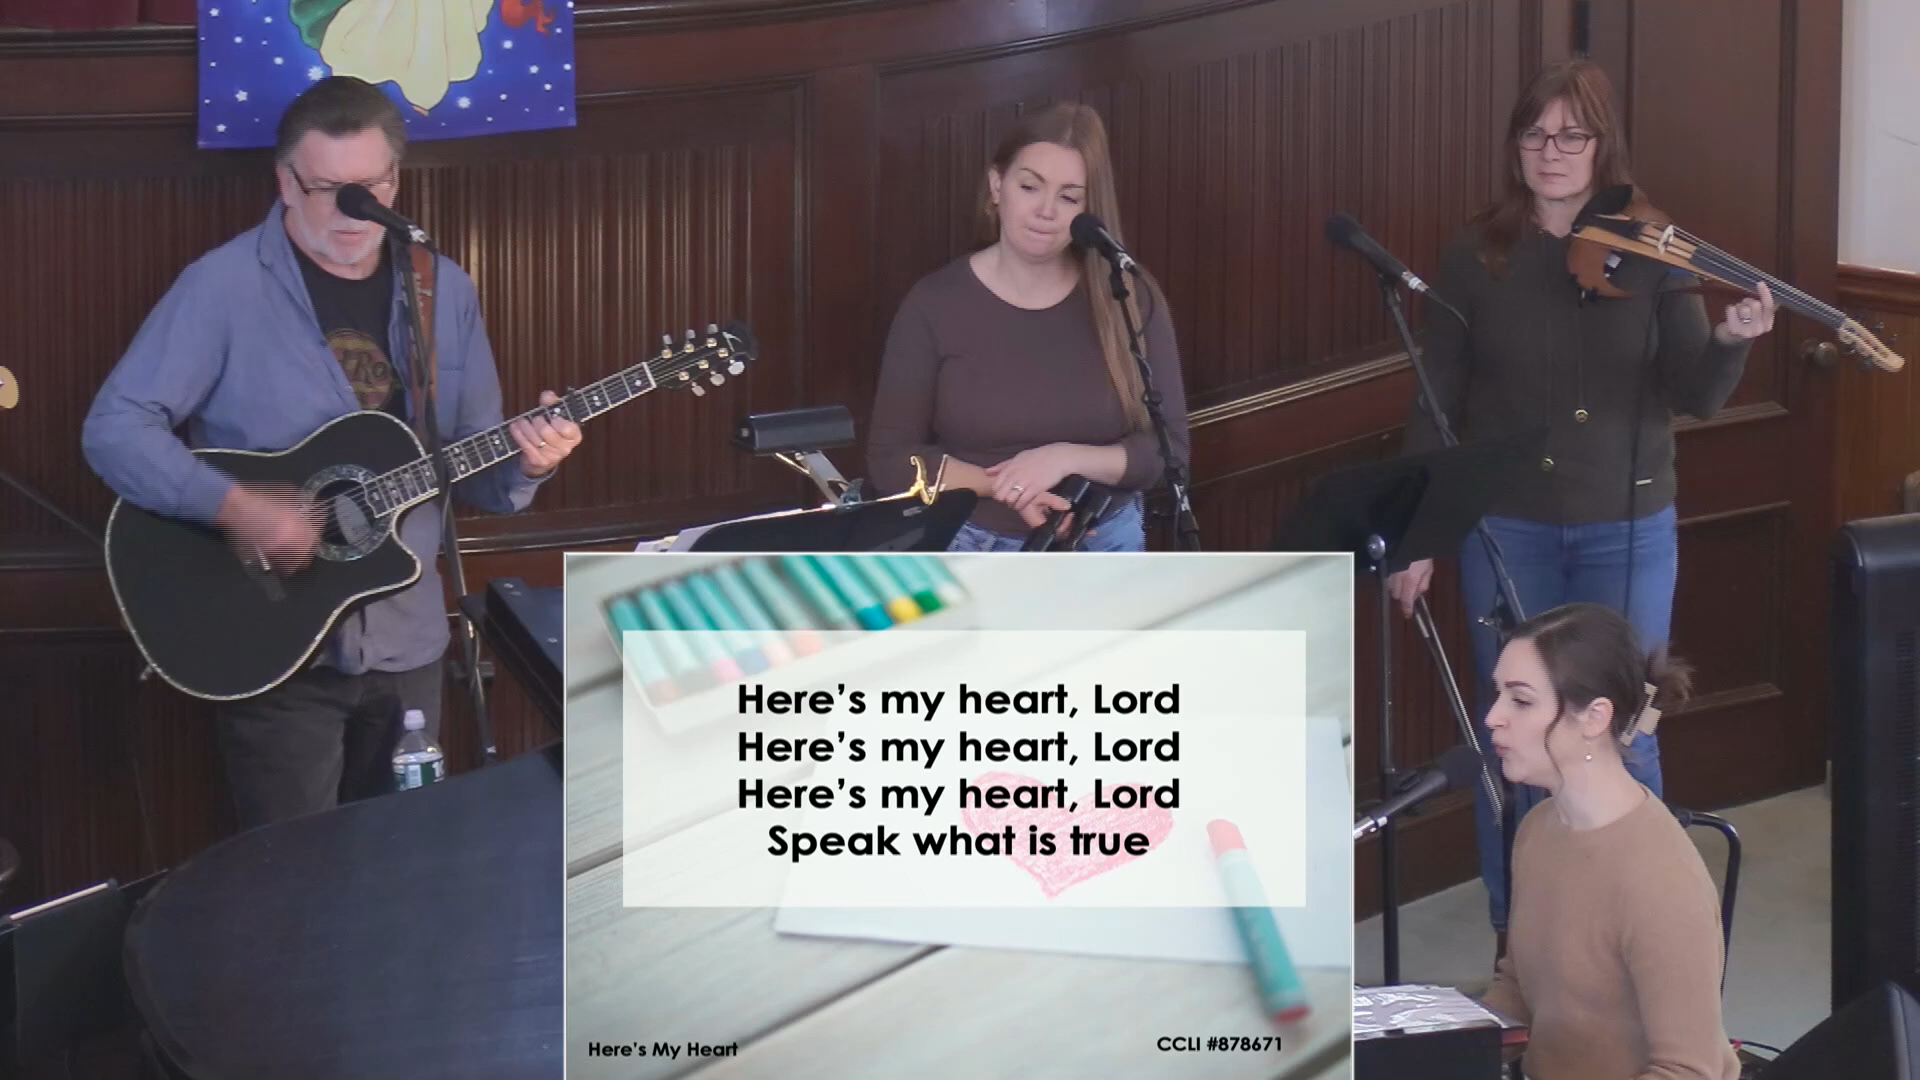 Here's my heart, Lord
Here's my heart, Lord
Here's my heart, Lord
Speak what is true
Here's My Heart
CCLI #878671